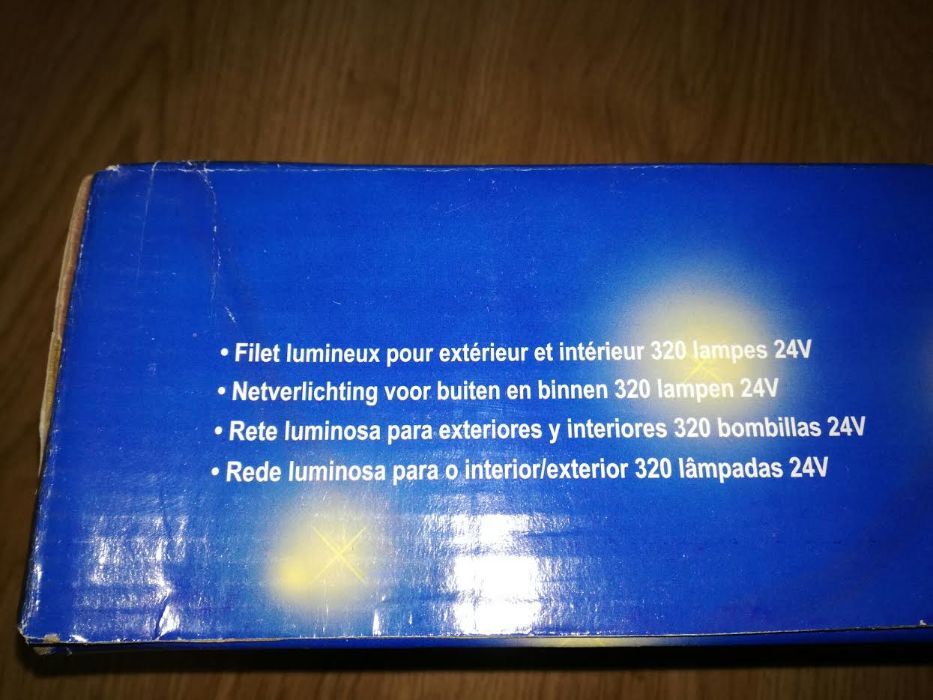 • Filet lumineux pour extérieur et intérieur 320 lampes 24V
• Netverlichting voor buiten en binnen 320 lampen 24V
• Rete luminosa para exteriores y interiores 320 bombillas 24V
• Rede luminosa para o interior/exterior 320 lâmpadas 24V